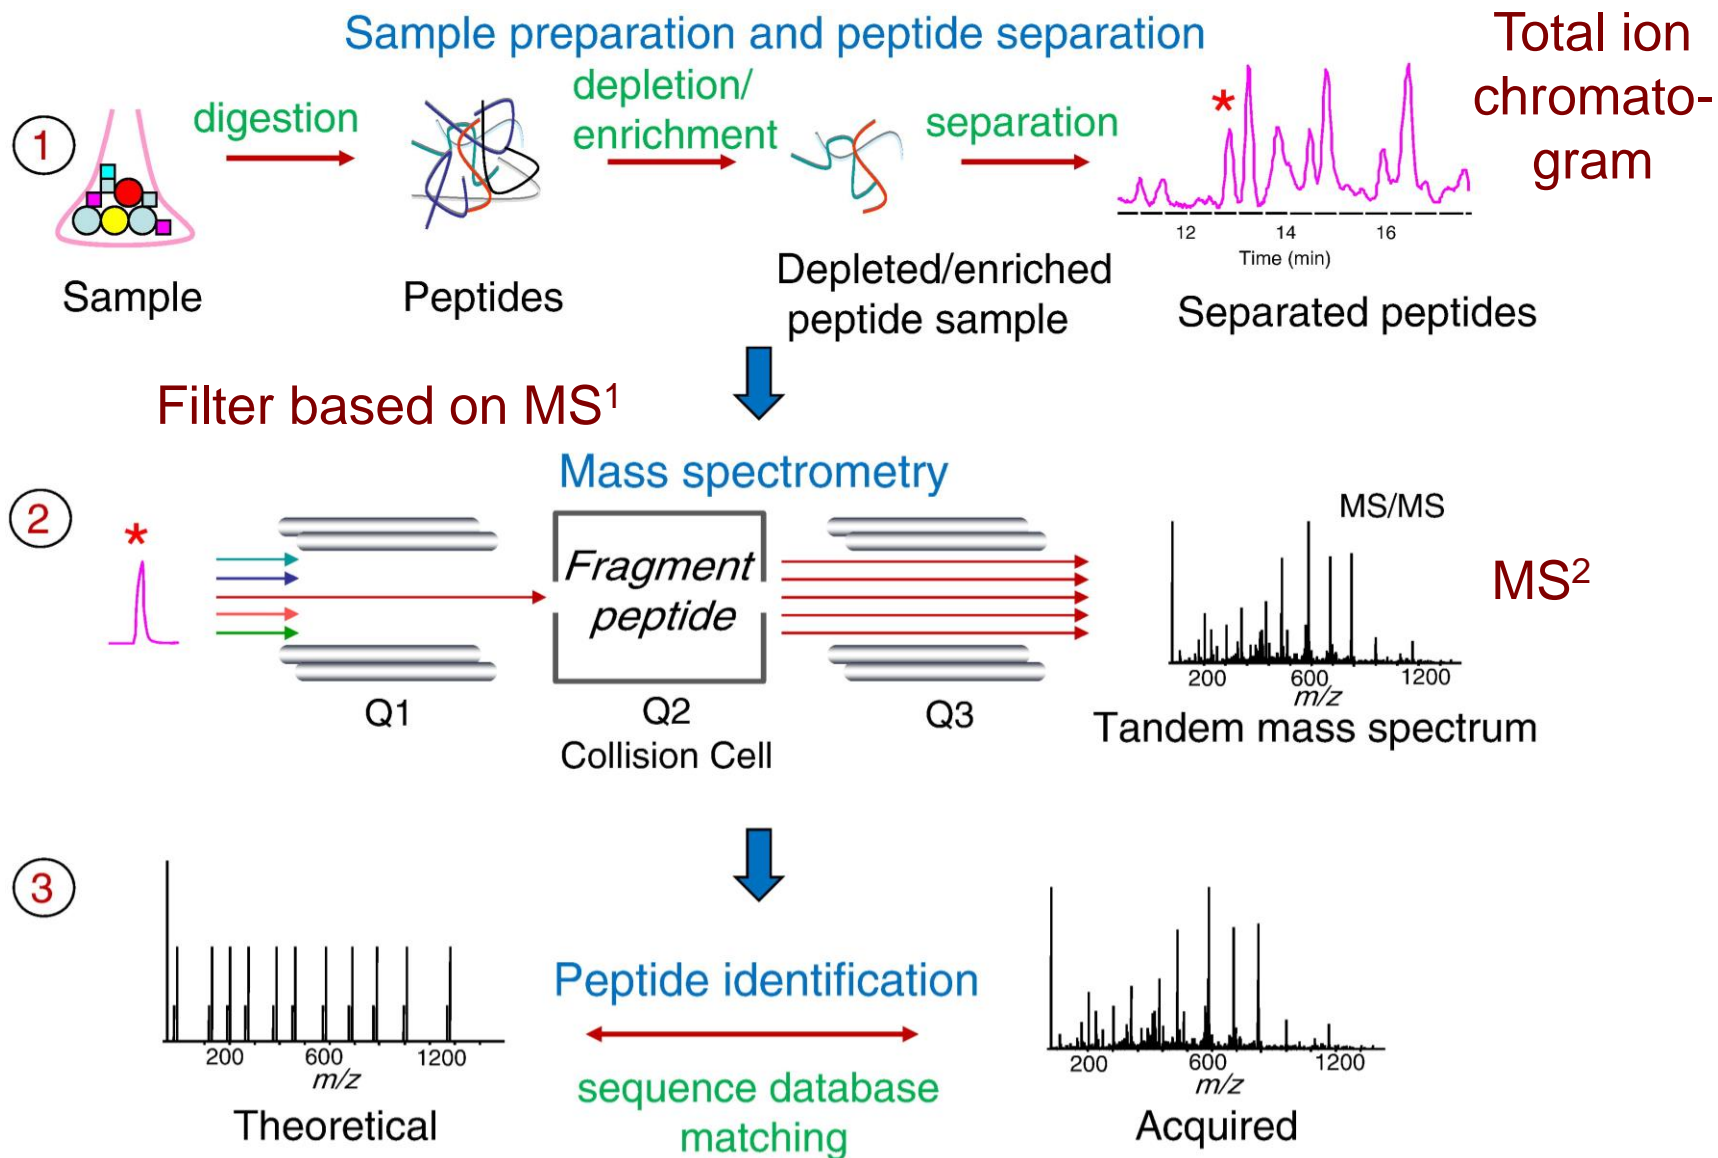 Sample preparation and peptide separation
Total ion
chromato-
gram
1
digestion
depletion/
enrichment
separation
*
12 14 16
Time (min)
Sample
Peptides
Depleted/enriched
peptide sample
Separated peptides
Filter based on MS¹
Mass spectrometry
2
*
Fragment
peptide
MS/MS
MS²
200 600 1200
m/z
Q1
Q2
Q3
Collision Cell
Tandem mass spectrum
3
200 600 1200
m/z
Theoretical
Peptide identification
sequence database
matching
200 600 1200
m/z
Acquired